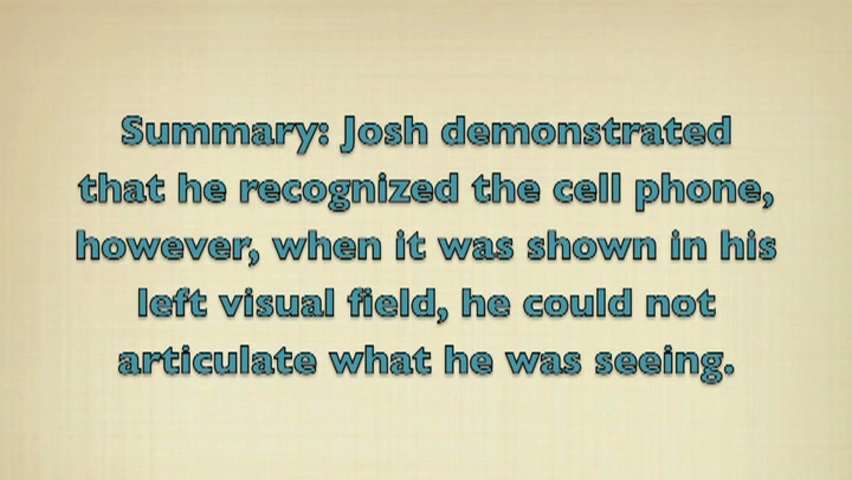 Summary: Josh demonstrated
that he recognized the cell phone,
however, when it was shown in his
left visual field, he could not
articulate what he was seeing.